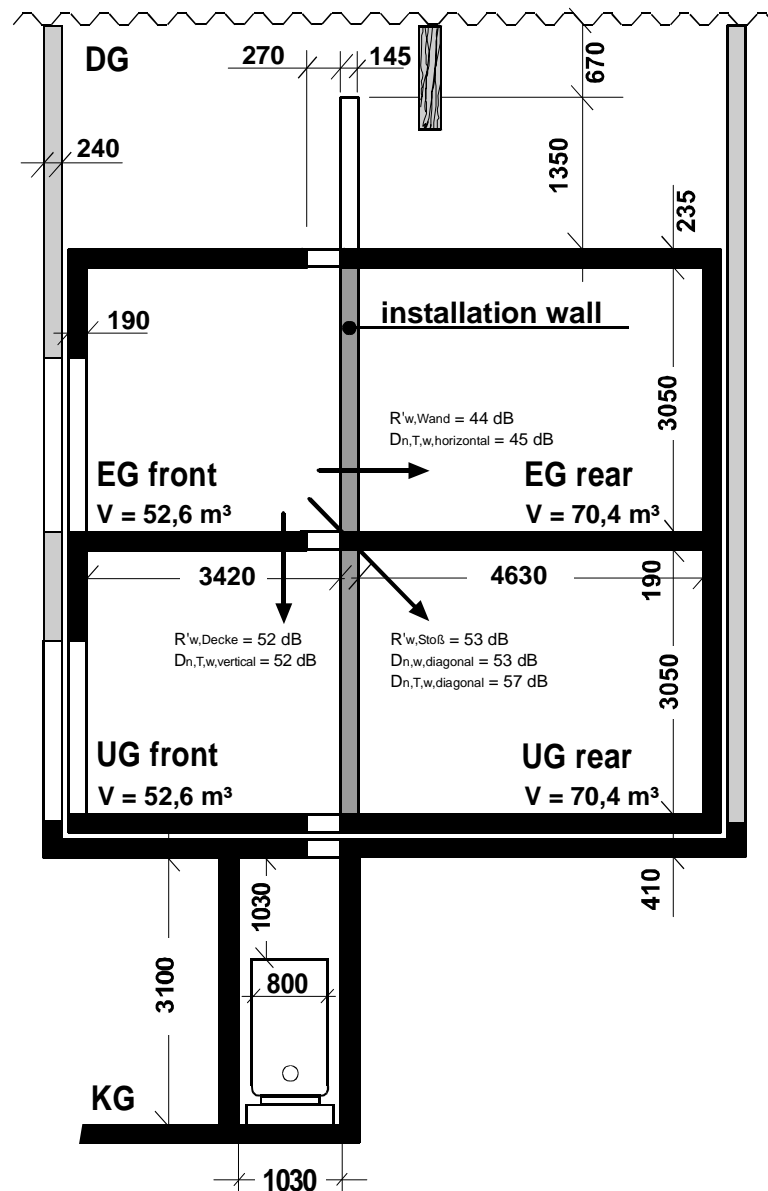 DG
270
145
670
240
1350
235
190
installation wall
3050
R'w,Wand = 44 dB
Dn,T,w,horizontal = 45 dB
EG front
V = 52,6 m³
EG rear
V = 70,4 m³
3420
4630
190
R'w,Decke = 52 dB
Dn,T,w,vertical = 52 dB
R'w,Stoß = 53 dB
Dn,w,diagonal = 53 dB
Dn,T,w,diagonal = 57 dB
3050
UG front
V = 52,6 m³
UG rear
V = 70,4 m³
1030
410
3100
800
KG
1030